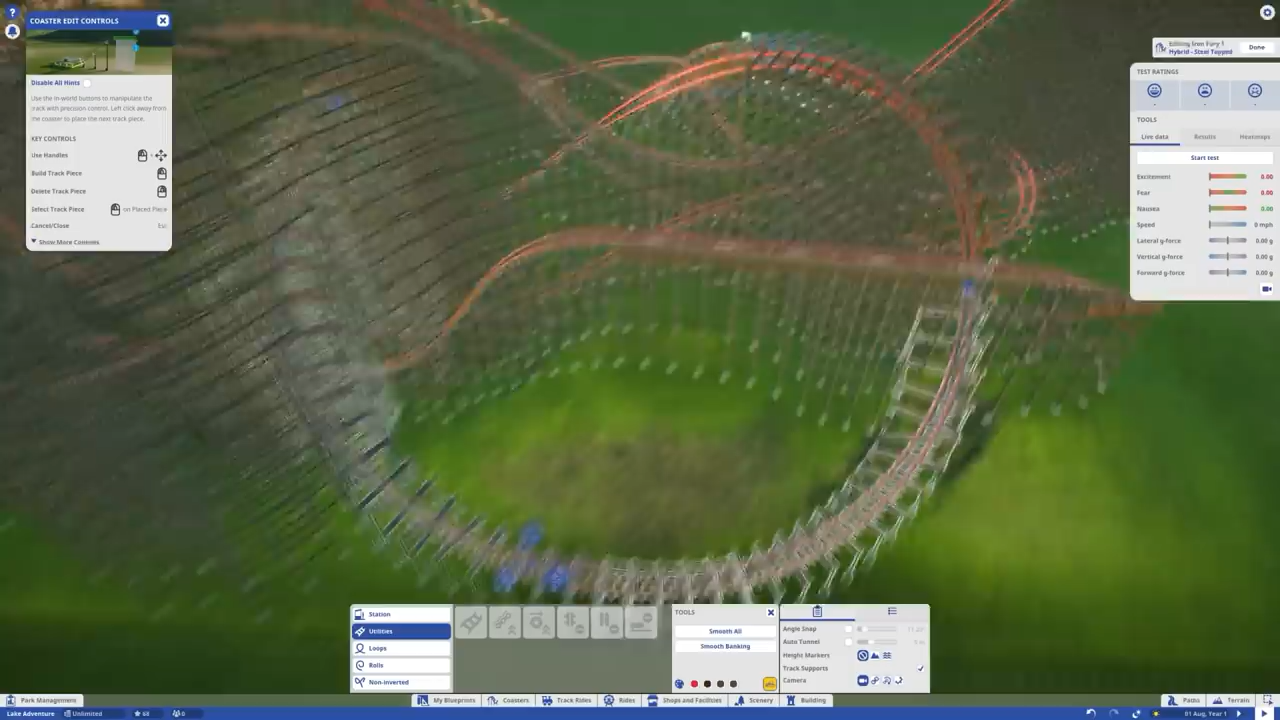 ?
COASTER EDIT CONTROLS
Disable All Hints
Use the in-world buttons to manipulate the
track with precision control. Left click away from
the coaster to place the next track piece.
KEY CONTROLS
Use Handles
Build Track Piece
Delete Track Piece
Select Track Piece on Placed Piece
Cancel/Close Esc
Show More Controls
Hybrid - Steel Topped
Done
TEST RATINGS
- - -
TOOLS
Live data Results Heatmaps
Start test
Excitement 0.00
Fear 0.00
Nausea 0.00
Speed 0 mph
Lateral g-force 0.00 g
Vertical g-force 0.00 g
Forward g-force 0.00 g
Station
Utilities
Loops
Rolls
Non-inverted
TOOLS
Smooth All
Smooth Banking
Angle Snap
Auto Tunnel
Height Markers
Track Supports
Camera
Park Management
My Blueprints Coasters Track Rides Rides Shops and Facilities Scenery Building
Paths Terrain
Lake Adventure Unlimited 68 0
01 Aug, Year 1